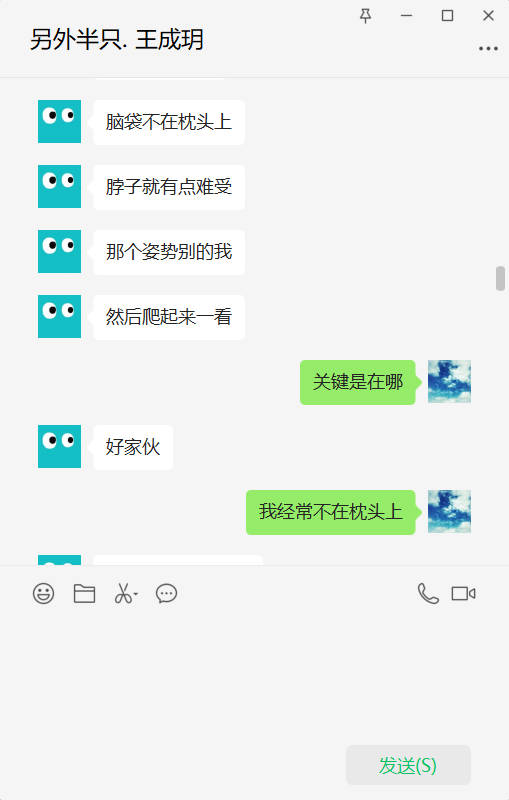 另外半只. 王成玥
脑袋不在枕头上
脖子就有点难受
那个姿势别的我
然后爬起来一看
关键是在哪
好家伙
我经常不在枕头上
发送(S)